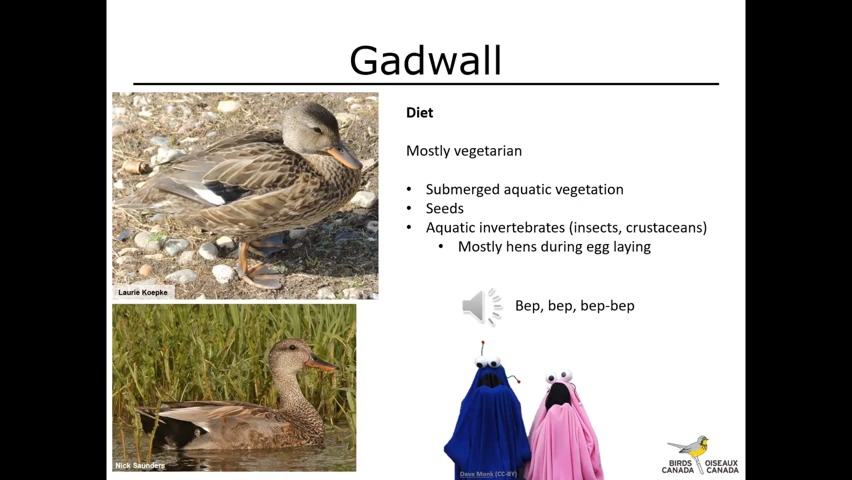 Gadwall
Diet
Mostly vegetarian
• Submerged aquatic vegetation
• Seeds
• Aquatic invertebrates (insects, crustaceans)
• Mostly hens during egg laying
Laurie Koepke
Bep, bep, bep-bep
Nick Saunders
Dave Monk (CC-BY)
BIRDS OISEAUX
CANADA CANADA